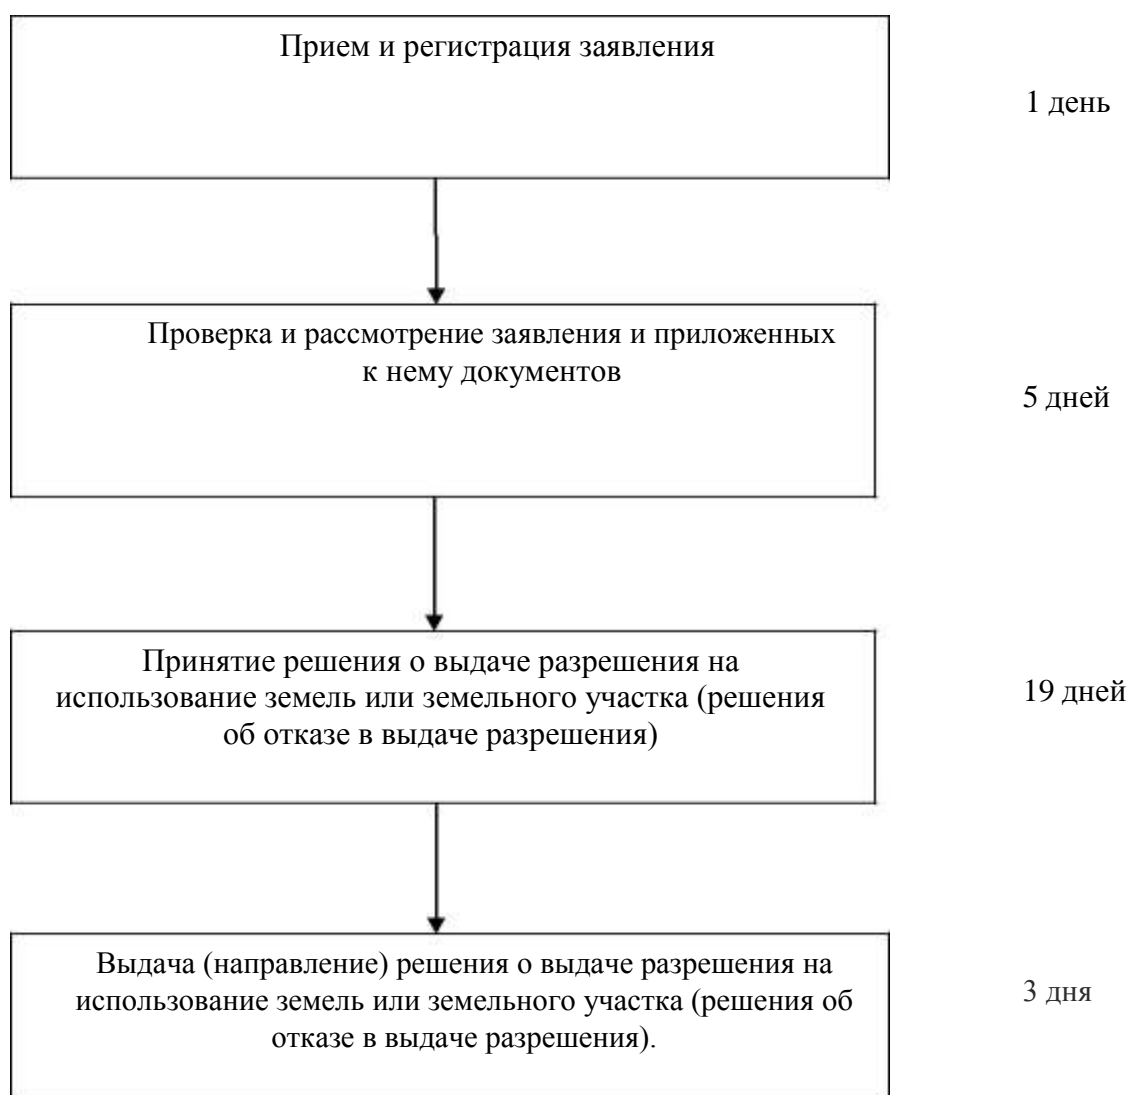 Прием и регистрация заявления
1 день
Проверка и рассмотрение заявления и приложенных
к нему документов
5 дней
Принятие решения о выдаче разрешения на
использование земель или земельного участка (решения
об отказе в выдаче разрешения)
19 дней
Выдача (направление) решения о выдаче разрешения на
использование земель или земельного участка (решения об
отказе в выдаче разрешения).
3 дня